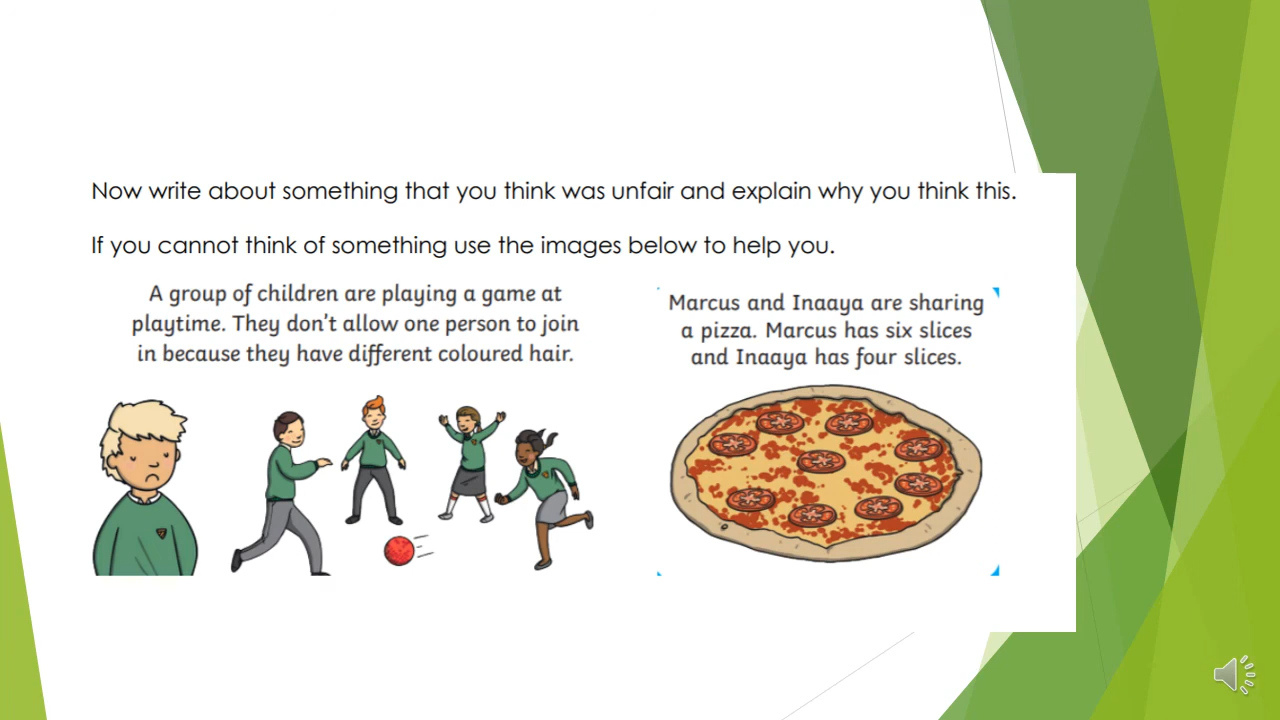 Now write about something that you think was unfair and explain why you think this.
If you cannot think of something use the images below to help you.
A group of children are playing a game at
playtime. They don't allow one person to join
in because they have different coloured hair.
Marcus and Inaaya are sharing
a pizza. Marcus has six slices
and Inaaya has four slices.